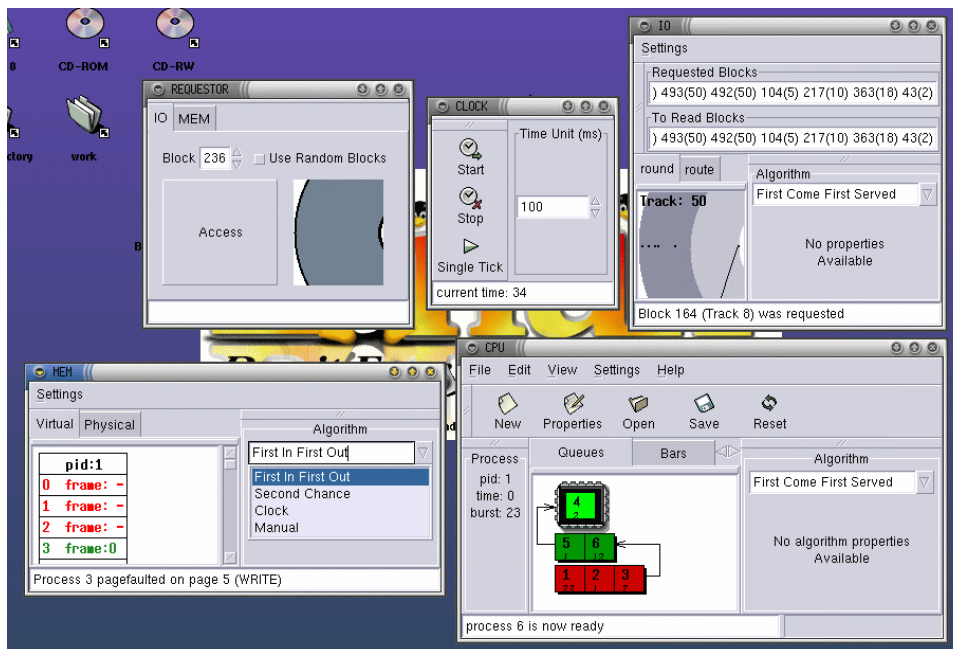 0
CD-ROM
CD-RW
ctory
work
REQUESTOR
IO MEM
Block 236 Use Random Blocks
Access
CLOCK
Start
Stop
Single Tick
Time Unit (ms)
100
current time: 34
IO
Settings
Requested Blocks
) 493(50) 492(50) 104(5) 217(10) 363(18) 43(2)
To Read Blocks
) 493(50) 492(50) 104(5) 217(10) 363(18) 43(2)
round route
Track: 50
Algorithm
First Come First Served
No properties
Available
Block 164 (Track 8) was requested
MEM
Settings
Virtual Physical
pid:1
0 frame: -
1 frame: -
2 frame: -
3 frame:0
Algorithm
First In First Out
First In First Out
Second Chance
Clock
Manual
Process 3 pagefaulted on page 5 (WRITE)
CPU
File Edit View Settings Help
New Properties Open Save Reset
Process
pid: 1
time: 0
burst: 23
Queues Bars
4
2
5 6
1 12
1 2 3
22 1 7
Algorithm
First Come First Served
No algorithm properties
Available
process 6 is now ready